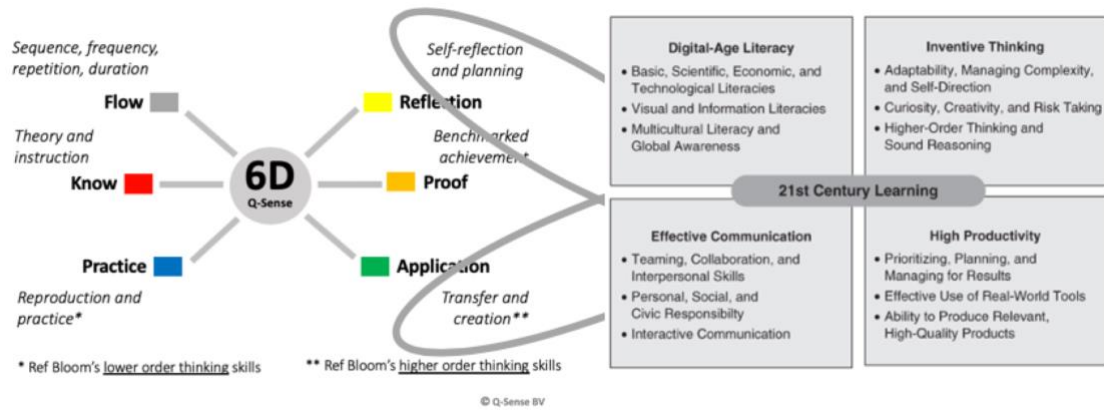 Sequence, frequency,
repetition, duration
Flow
Theory and
instruction
Know
Practice
Reproduction and
practice*
6D
Q-Sense
Self-reflection
and planning
Reflection
Benchmarked
achievement
Proof
Application
Transfer and
creation**
* Ref Bloom's lower order thinking skills
** Ref Bloom's higher order thinking skills
© Q-Sense BV
Digital-Age Literacy
• Basic, Scientific, Economic, and
Technological Literacies
• Visual and Information Literacies
• Multicultural Literacy and
Global Awareness
Inventive Thinking
• Adaptability, Managing Complexity,
and Self-Direction
• Curiosity, Creativity, and Risk Taking
• Higher-Order Thinking and
Sound Reasoning
21st Century Learning
Effective Communication
• Teaming, Collaboration, and
Interpersonal Skills
• Personal, Social, and
Civic Responsibilty
• Interactive Communication
High Productivity
• Prioritizing, Planning, and
Managing for Results
• Effective Use of Real-World Tools
• Ability to Produce Relevant,
High-Quality Products